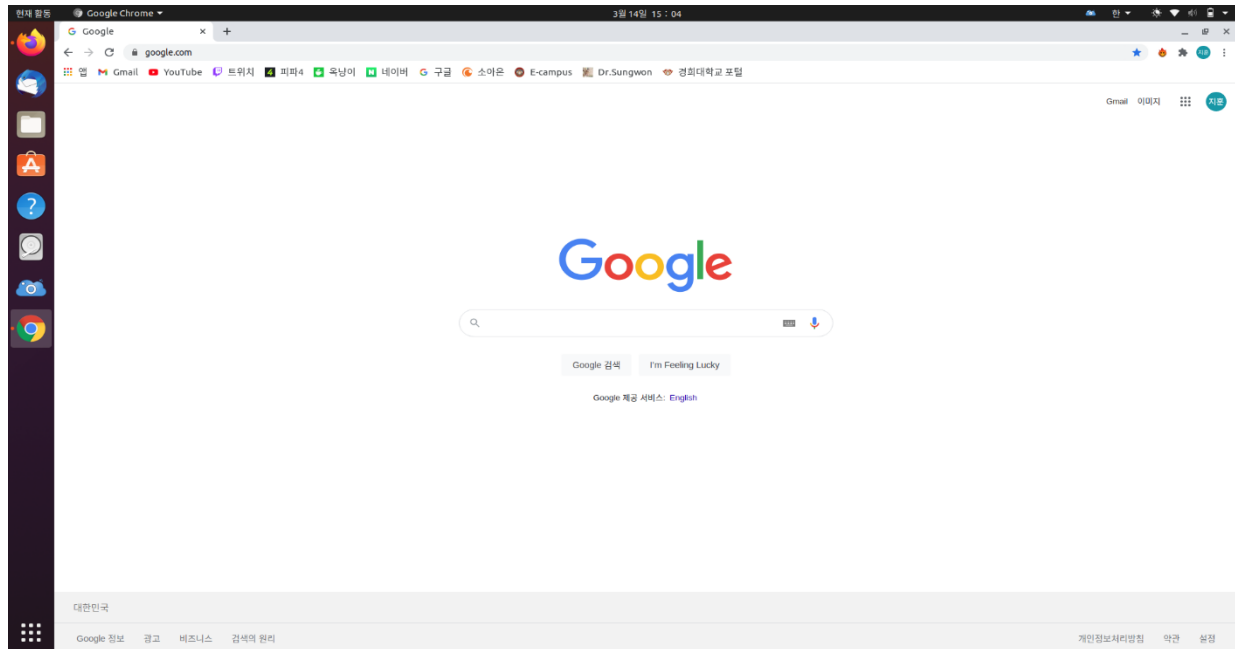 현재 활동 Google Chrome 3월 14일 15 : 04 한
Google
google.com 지훈
앱 Gmail YouTube 트위치 피파4 옥냥이 네이버 구글 소아온 E-campus Dr.Sungwon 경희대학교 포털
Gmail 이미지 지훈
Google
Google 검색 I'm Feeling Lucky
Google 제공 서비스: English
대한민국
Google 정보 광고 비즈니스 검색의 원리 개인정보처리방침 약관 설정